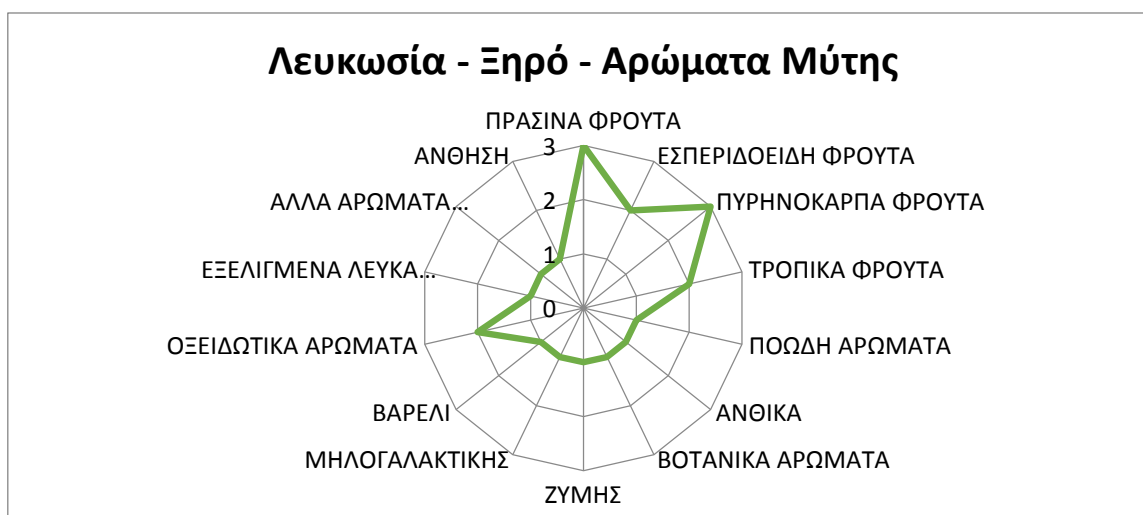 Λευκωσία - Ξηρό - Αρώματα Μύτης
ΠΡΑΣΙΝΑ ΦΡΟΥΤΑ
ΕΣΠΕΡΙΔΟΕΙΔΗ ΦΡΟΥΤΑ
ΠΥΡΗΝΟΚΑΡΠΑ ΦΡΟΥΤΑ
ΤΡΟΠΙΚΑ ΦΡΟΥΤΑ
ΠΟΩΔΗ ΑΡΩΜΑΤΑ
ΑΝΘΙΚΑ
ΒΟΤΑΝΙΚΑ ΑΡΩΜΑΤΑ
ΖΥΜΗΣ
ΜΗΛΟΓΑΛΑΚΤΙΚΗΣ
ΒΑΡΕΛΙ
ΟΞΕΙΔΩΤΙΚΑ ΑΡΩΜΑΤΑ
ΕΞΕΛΙΓΜΕΝΑ ΛΕΥΚΑ…
ΑΛΛΑ ΑΡΩΜΑΤΑ…
ΑΝΘΗΣΗ
3
2
1
0